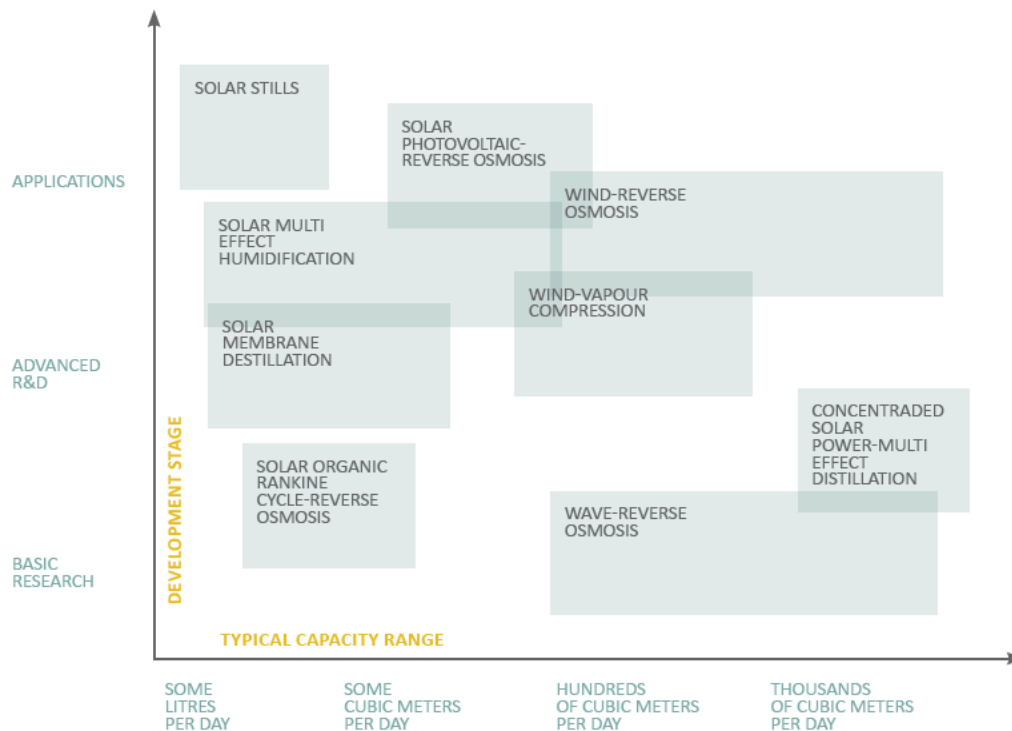 SOLAR STILLS
SOLAR
PHOTOVOLTAIC-
REVERSE OSMOSIS
APPLICATIONS
WIND-REVERSE
OSMOSIS
SOLAR MULTI
EFFECT
HUMIDIFICATION
WIND-VAPOUR
COMPRESSION
SOLAR
MEMBRANE
DESTILLATION
ADVANCED
R&D
CONCENTRADED
SOLAR
POWER-MULTI
EFFECT
DISTILLATION
SOLAR ORGANIC
RANKINE
CYCLE-REVERSE
OSMOSIS
WAVE-REVERSE
OSMOSIS
BASIC
RESEARCH
DEVELOPMENT STAGE
TYPICAL CAPACITY RANGE
SOME
LITRES
PER DAY
SOME
CUBIC METERS
PER DAY
HUNDREDS
OF CUBIC METERS
PER DAY
THOUSANDS
OF CUBIC METERS
PER DAY